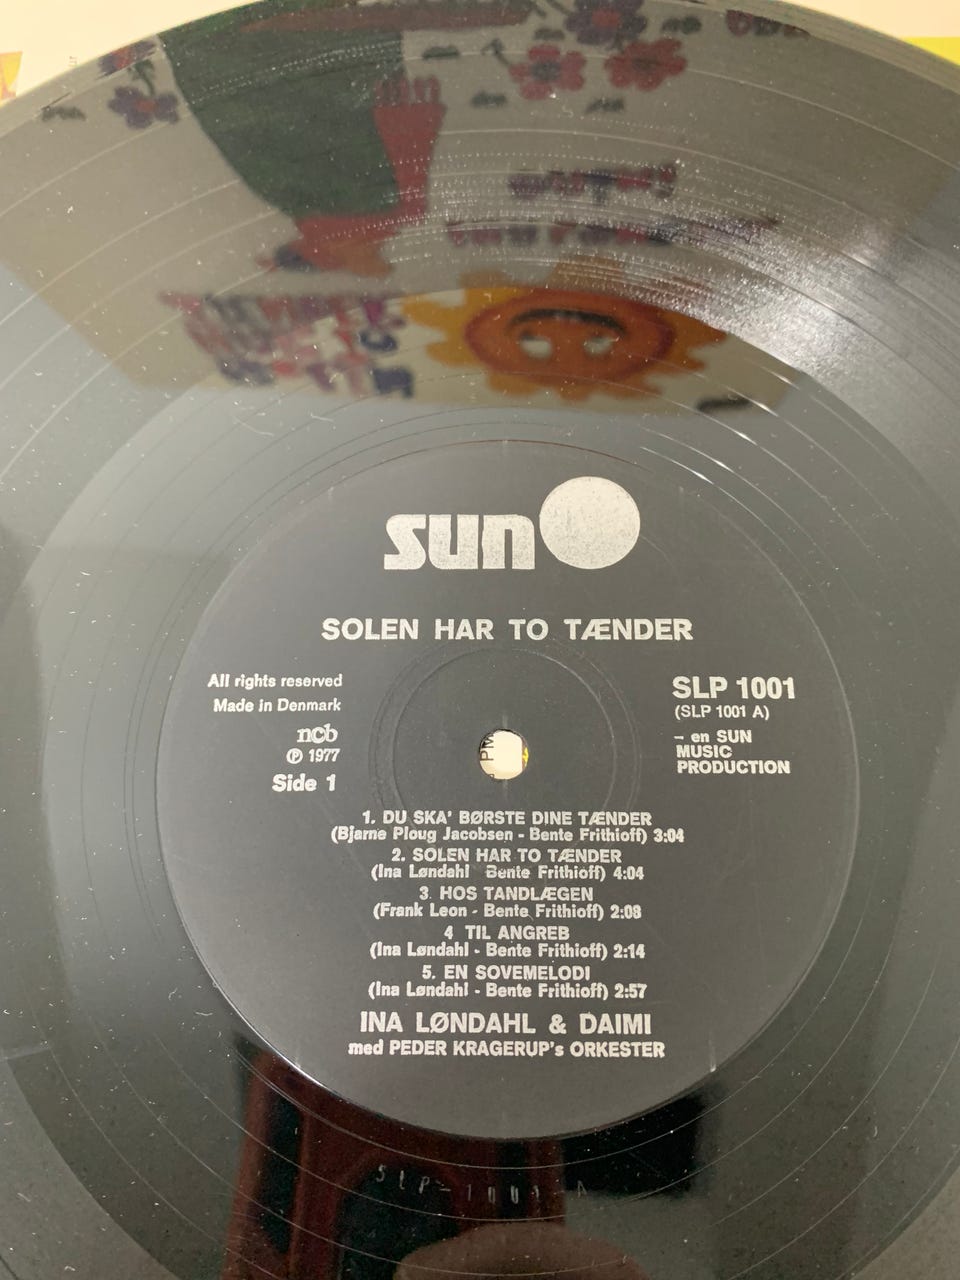 sun
SOLEN HAR TO TÆNDER
All rights reserved
Made in Denmark
ncb
Ⓟ 1977
Side 1
SLP 1001
(SLP 1001 A)
– en SUN
MUSIC
PRODUCTION
1. DU SKA' BØRSTE DINE TÆNDER
(Bjarne Ploug Jacobsen - Bente Frithioff) 3:04
2. SOLEN HAR TO TÆNDER
(Ina Løndahl Bente Frithioff) 4:04
3. HOS TANDLÆGEN
(Frank Leon - Bente Frithioff) 2:08
4 TIL ANGREB
(Ina Løndahl - Bente Frithioff) 2:14
5. EN SOVEMELODI
(Ina Løndahl - Bente Frithioff) 2:57
INA LØNDAHL & DAIMI
med PEDER KRAGERUP's ORKESTER
SLP-1001 A